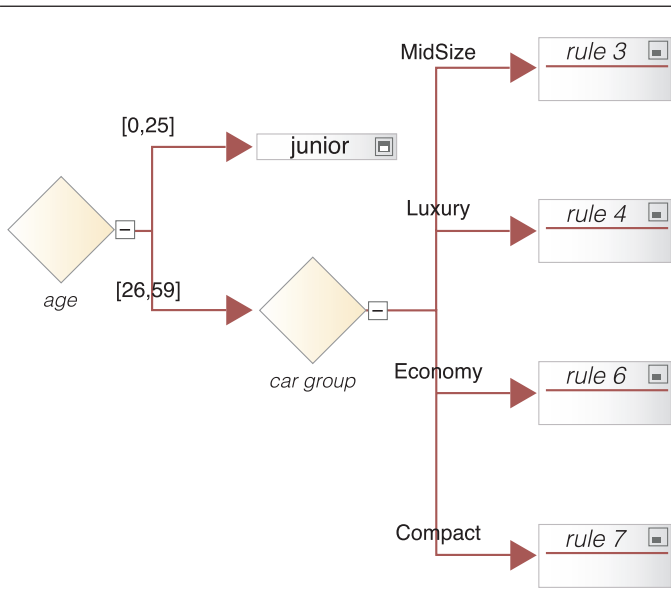 MidSize
rule 3
[0,25]
junior
Luxury
rule 4
age
[26,59]
car group
Economy
rule 6
Compact
rule 7